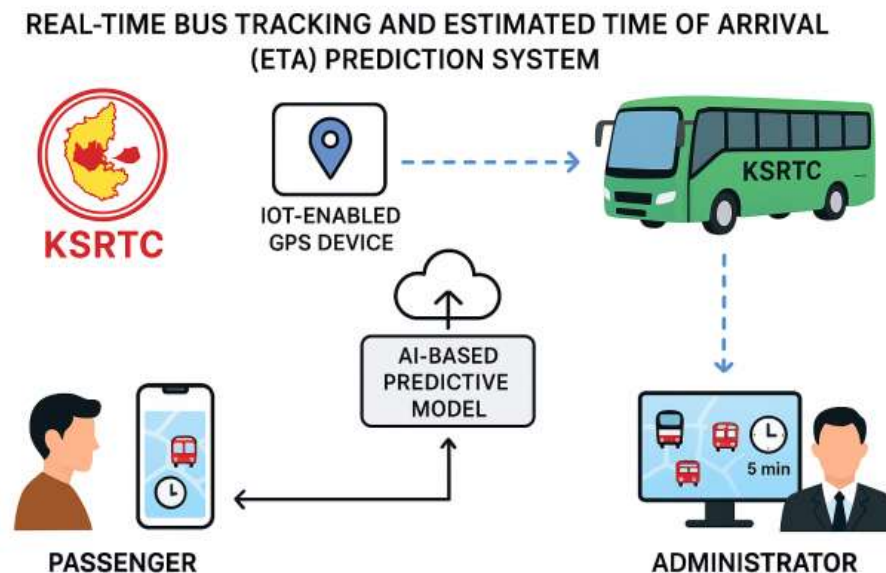 REAL-TIME BUS TRACKING AND ESTIMATED TIME OF ARRIVAL
(ETA) PREDICTION SYSTEM
KSRTC
IOT-ENABLED
GPS DEVICE
KSRTC
AI-BASED
PREDICTIVE
MODEL
5 min
PASSENGER
ADMINISTRATOR